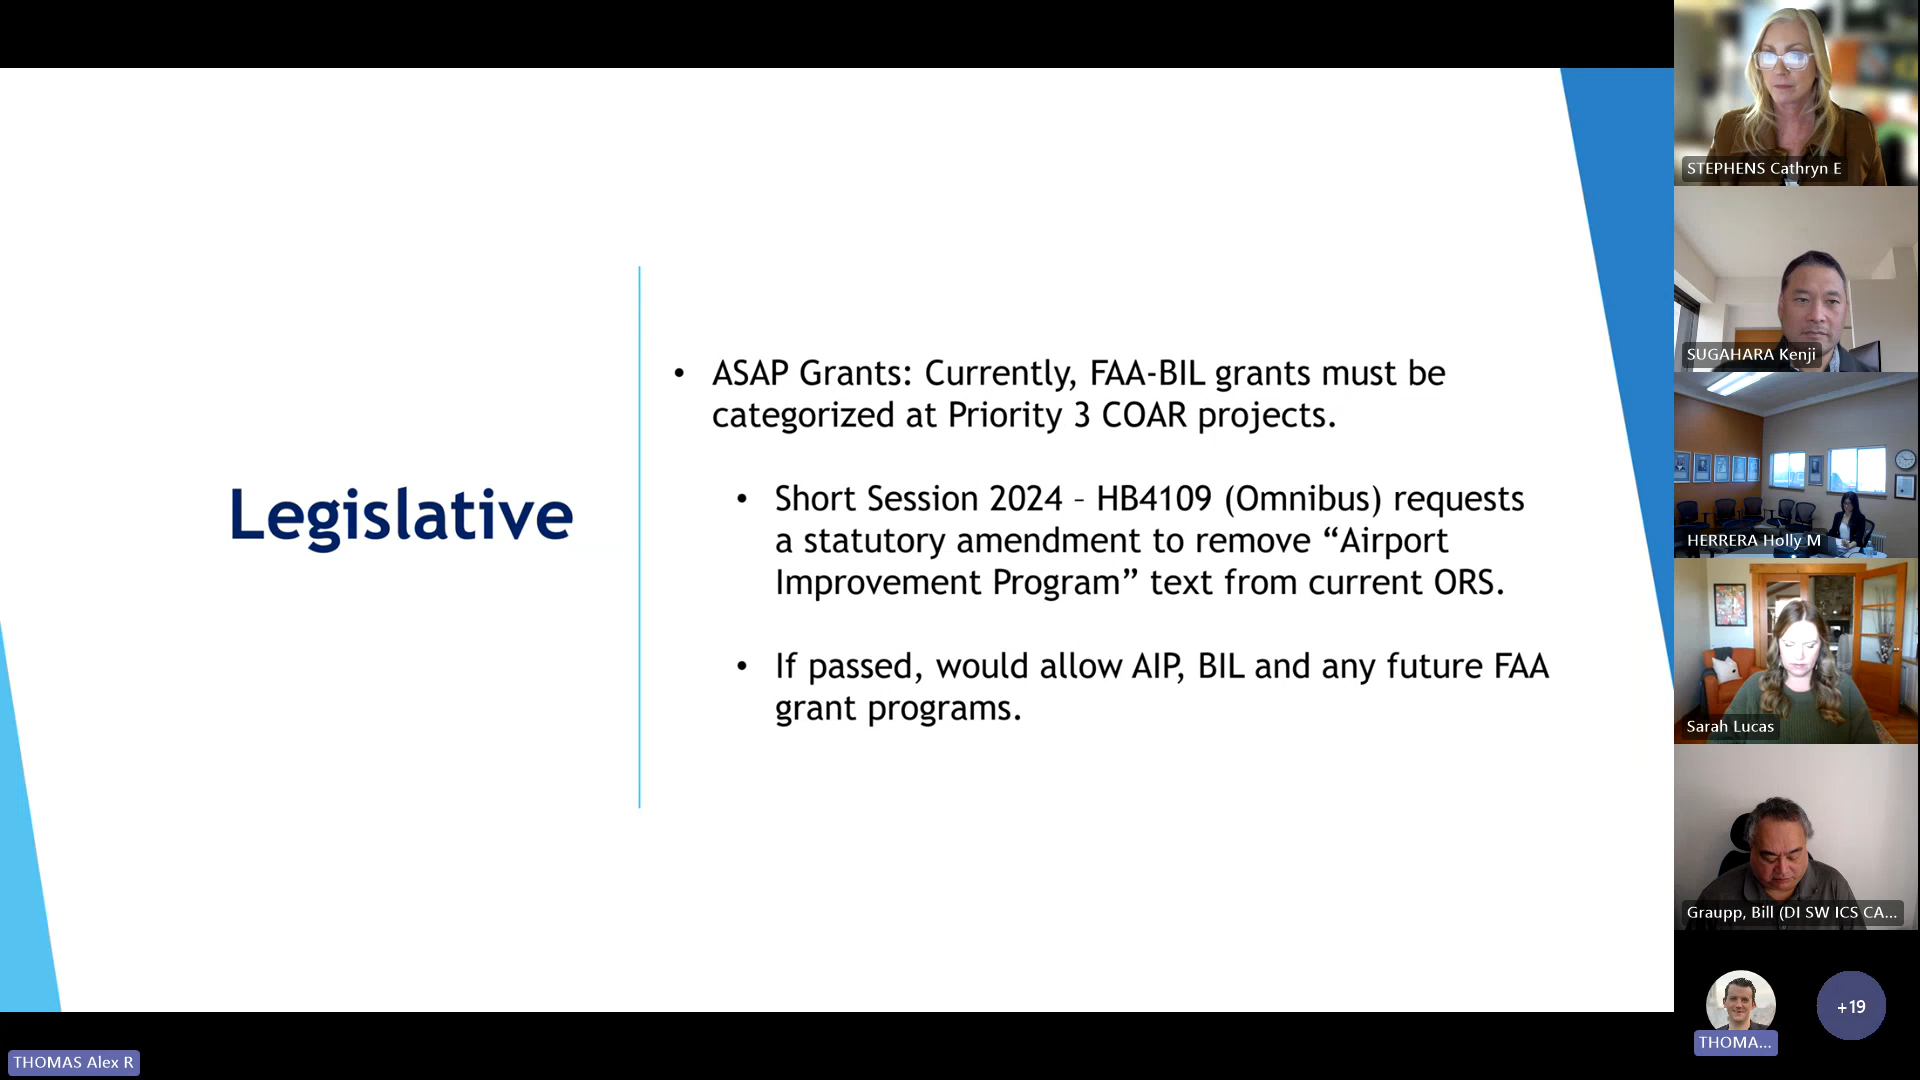 Legislative
• ASAP Grants: Currently, FAA-BIL grants must be
categorized at Priority 3 COAR projects.
• Short Session 2024 – HB4109 (Omnibus) requests
a statutory amendment to remove “Airport
Improvement Program” text from current ORS.
• If passed, would allow AIP, BIL and any future FAA
grant programs.
STEPHENS Cathryn E
SUGAHARA Kenji
HERRERA Holly M
Sarah Lucas
Graupp, Bill (DI SW ICS CA...
THOMA...
+19
THOMAS Alex R